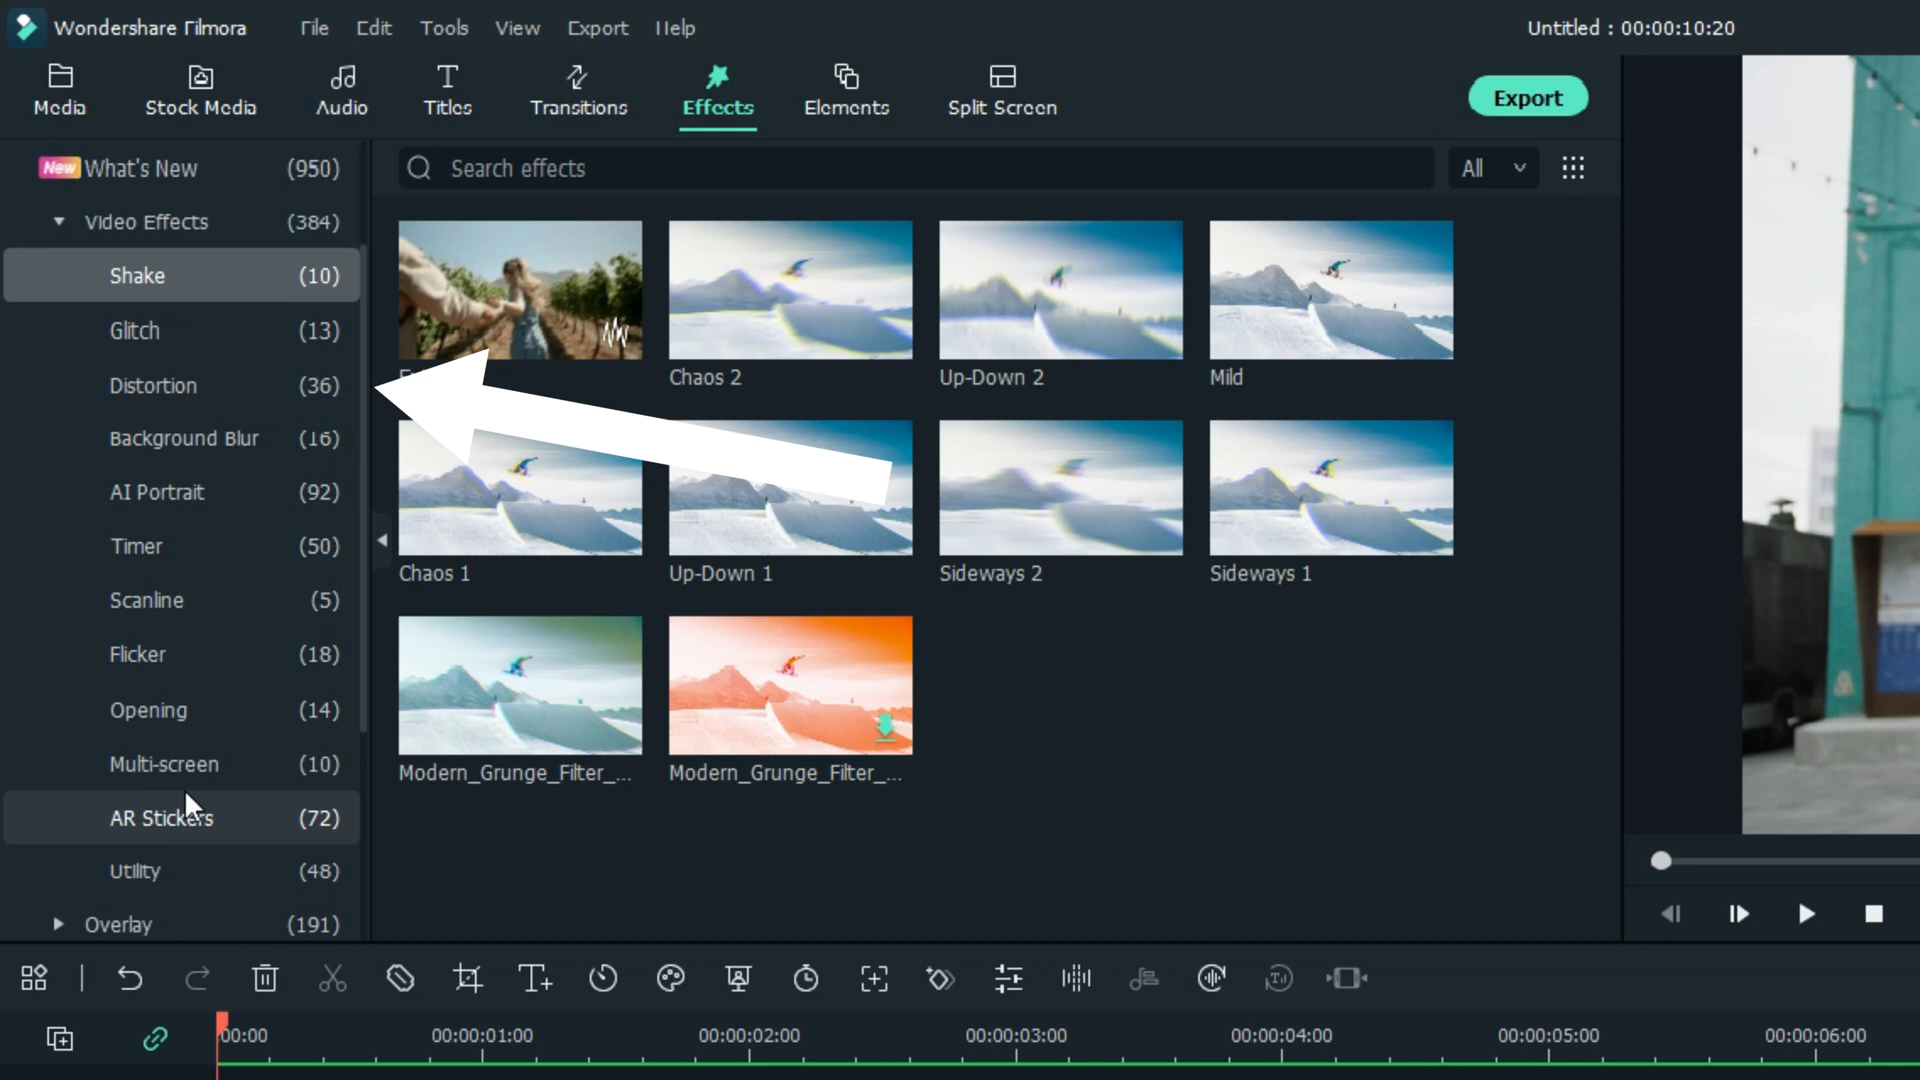 Wondershare Filmora
File Edit Tools View Export Help
Untitled : 00:00:10:20
Media Stock Media Audio Titles Transitions Effects Elements Split Screen
Export
New What's New (950)
Video Effects (384)
Shake (10)
Glitch (13)
Distortion (36)
Background Blur (16)
AI Portrait (92)
Timer (50)
Scanline (5)
Flicker (18)
Opening (14)
Multi-screen (10)
AR Stickers (72)
Utility (48)
Overlay (191)
Search effects
All
Chaos 2 Up-Down 2 Mild
Chaos 1 Up-Down 1 Sideways 2 Sideways 1
Modern_Grunge_Filter_... Modern_Grunge_Filter_...
00:00 00:00:01:00 00:00:02:00 00:00:03:00 00:00:04:00 00:00:05:00 00:00:06:00